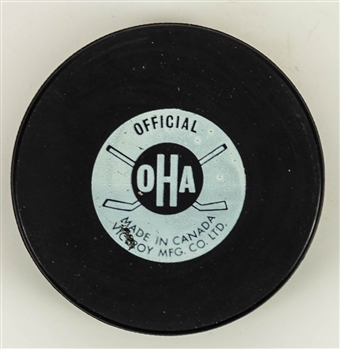 OFFICIAL
OHA
MADE IN CANADA
VICEROY MFG. CO. LTD.